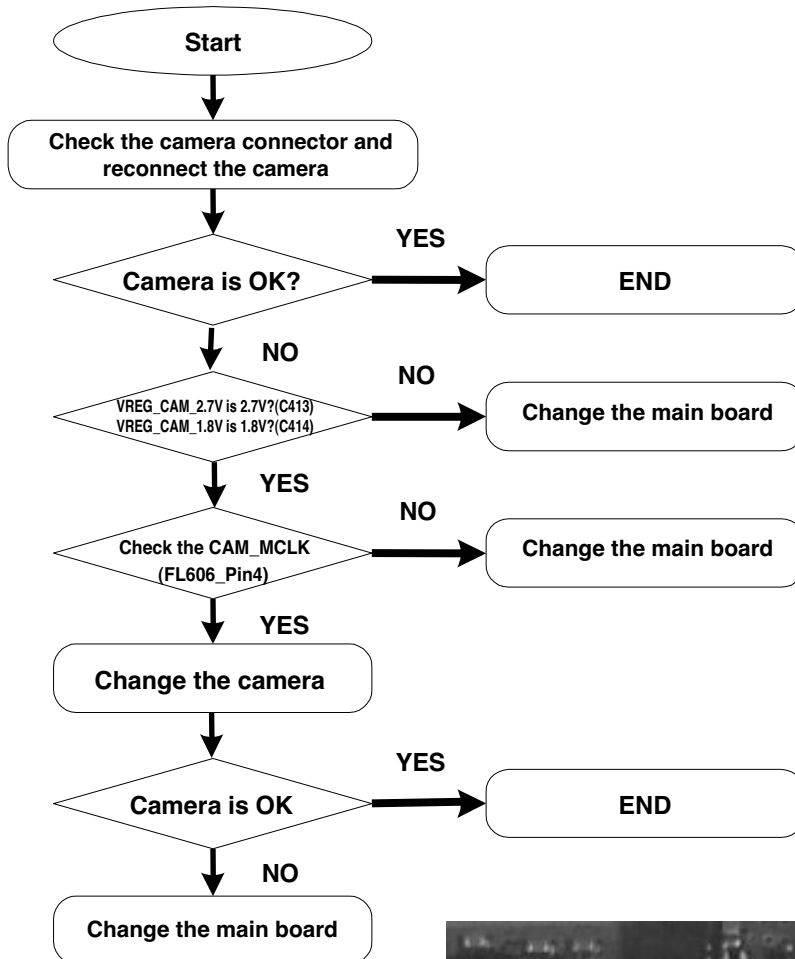 Start
Check the camera connector and
reconnect the camera
YES
Camera is OK?
END
NO
NO
VREG_CAM_2.7V is 2.7V?(C413)
VREG_CAM_1.8V is 1.8V?(C414)
Change the main board
YES
NO
Check the CAM_MCLK
(FL606_Pin4)
Change the main board
YES
Change the camera
YES
Camera is OK
END
NO
Change the main board